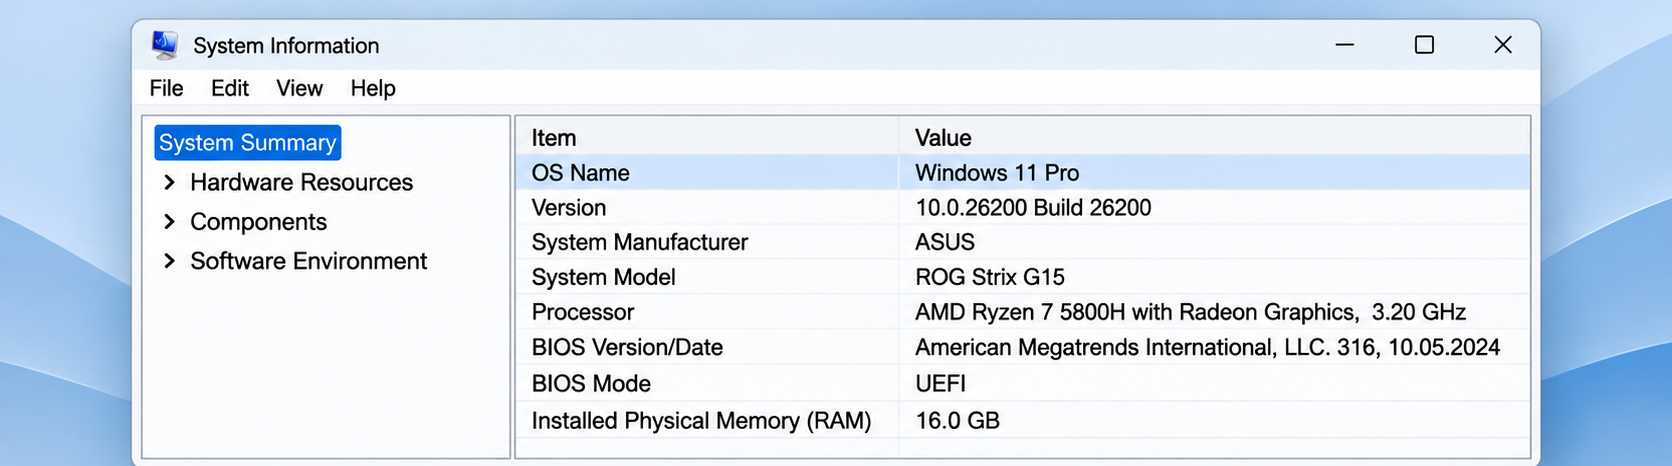 System Information
File Edit View Help
System Summary
Hardware Resources
Components
Software Environment
Item Value
OS Name Windows 11 Pro
Version 10.0.26200 Build 26200
System Manufacturer ASUS
System Model ROG Strix G15
Processor AMD Ryzen 7 5800H with Radeon Graphics, 3.20 GHz
BIOS Version/Date American Megatrends International, LLC. 316, 10.05.2024
BIOS Mode UEFI
Installed Physical Memory (RAM) 16.0 GB